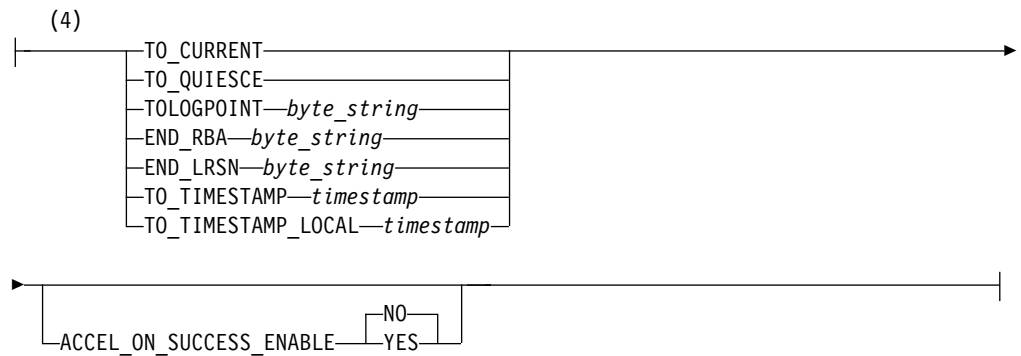 (4)
TO_CURRENT
TO_QUIESCE
TOLOGPOINT byte_string
END_RBA byte_string
END_LRSN byte_string
TO_TIMESTAMP timestamp
TO_TIMESTAMP_LOCAL timestamp
NO
ACCEL_ON_SUCCESS_ENABLE YES